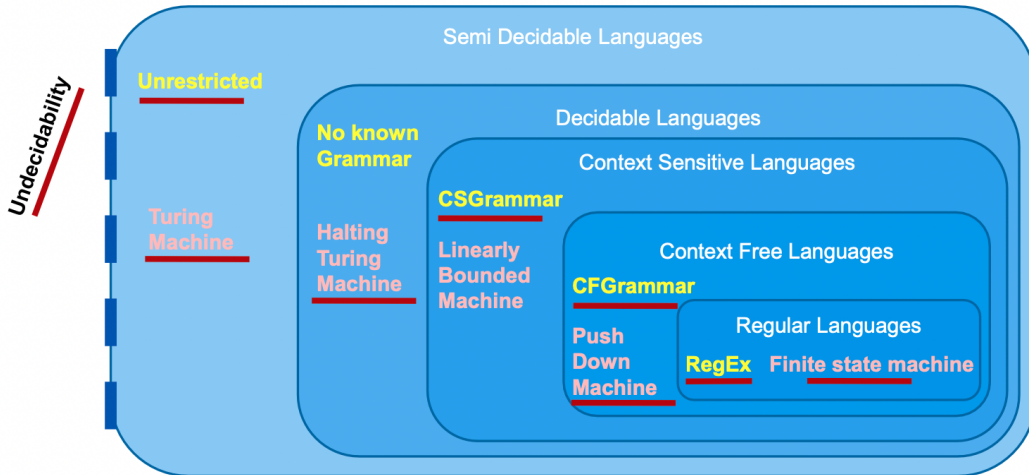 Semi Decidable Languages
Undecidability
Unrestricted
Decidable Languages
No known
Grammar
Context Sensitive Languages
CSGrammar
Turing
Machine
Halting
Turing
Machine
Linearly
Bounded
Machine
Context Free Languages
CFGrammar
Push
Down
Machine
Regular Languages
RegEx
Finite state machine